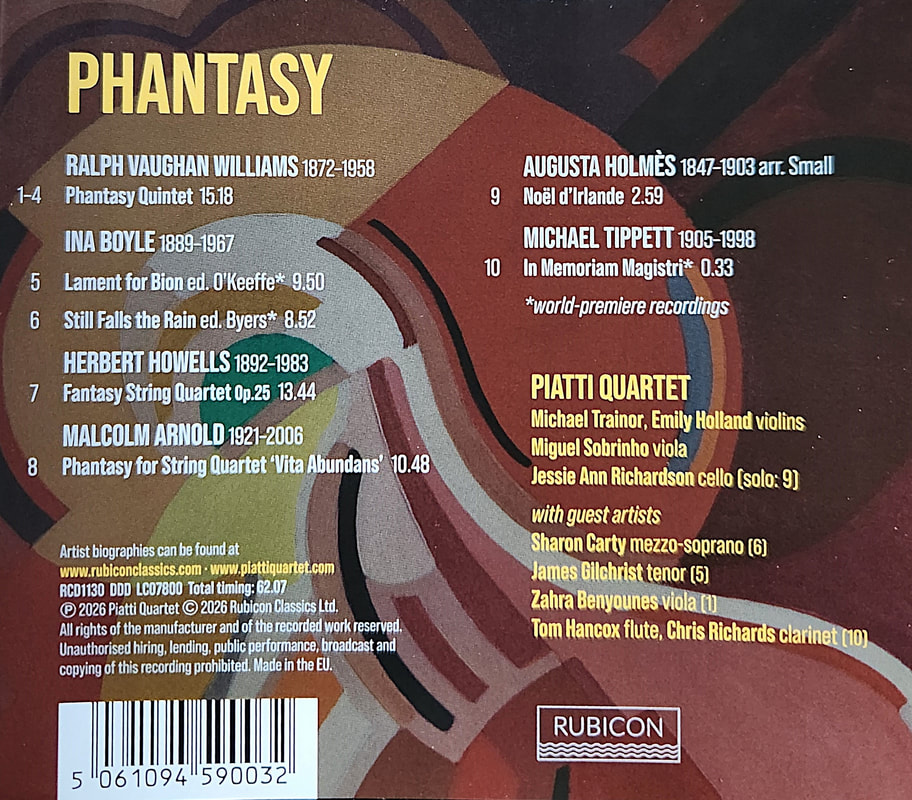 PHANTASY
RALPH VAUGHAN WILLIAMS 1872–1958
1–4 Phantasy Quintet 15.18
INA BOYLE 1889–1967
5 Lament for Bion ed. O'Keeffe* 9.50
6 Still Falls the Rain ed. Byers* 8.52
HERBERT HOWELLS 1892–1983
7 Fantasy String Quartet Op.25 13.44
MALCOLM ARNOLD 1921–2006
8 Phantasy for String Quartet ‘Vita Abundans’ 10.48
AUGUSTA HOLMÈS 1847–1903 arr. Small
9 Noël d'Irlande 2.59
MICHAEL TIPPETT 1905–1998
10 In Memoriam Magistri* 0.33
*world-premiere recordings
PIATTI QUARTET
Michael Trainor, Emily Holland violins
Miguel Sobrinho viola
Jessie Ann Richardson cello (solo: 9)
with guest artists
Sharon Carty mezzo-soprano (6)
James Gilchrist tenor (5)
Zahra Benyounes viola (1)
Tom Hancox flute, Chris Richards clarinet (10)
Artist biographies can be found at
www.rubiconclassics.com · www.piattiquartet.com
RCD1130 DDD LC07800 Total timing: 62.07
℗ 2026 Piatti Quartet © 2026 Rubicon Classics Ltd.
All rights of the manufacturer and of the recorded work reserved.
Unauthorised hiring, lending, public performance, broadcast and
copying of this recording prohibited. Made in the EU.
5 061094 590032
RUBICON